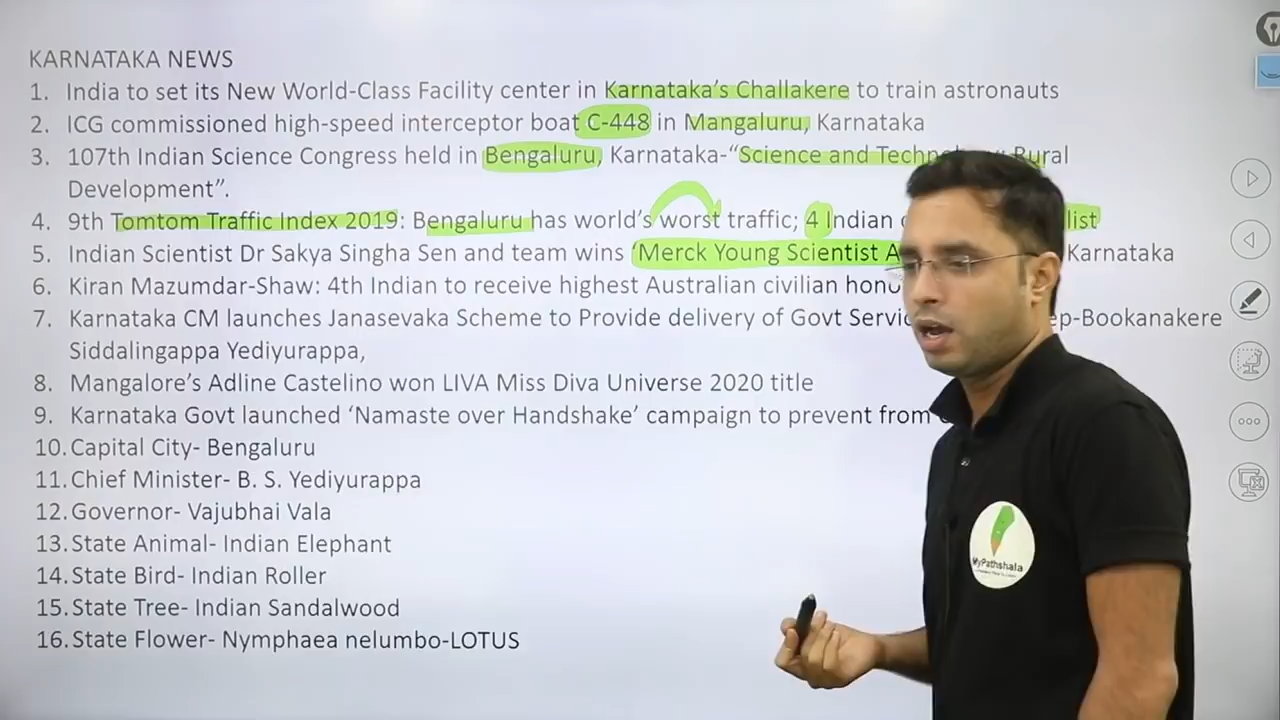 KARNATAKA NEWS
1. India to set its New World-Class Facility center in Karnataka's Challakere to train astronauts
2. ICG commissioned high-speed interceptor boat C-448 in Mangaluru, Karnataka
3. 107th Indian Science Congress held in Bengaluru, Karnataka-“Science and Rural
Development”.
4. 9th Tomtom Traffic Index 2019: Bengaluru has world's worst traffic; 4 Indian list
5. Indian Scientist Dr Sakya Singha Sen and team wins ‘Merck Young Scientist Karnataka
6. Kiran Mazumdar-Shaw: 4th Indian to receive highest Australian civilian
7. Karnataka CM launches Janasevaka Scheme to Provide delivery of Govt ep-Bookanakere
Siddalingappa Yediyurappa,
8. Mangalore's Adline Castelino won LIVA Miss Diva Universe 2020 title
9. Karnataka Govt launched ‘Namaste over Handshake’ campaign to prevent from
10. Capital City- Bengaluru
11. Chief Minister- B. S. Yediyurappa
12. Governor- Vajubhai Vala
13. State Animal- Indian Elephant
14. State Bird- Indian Roller
15. State Tree- Indian Sandalwood
16. State Flower- Nymphaea nelumbo-LOTUS
MyPathshala